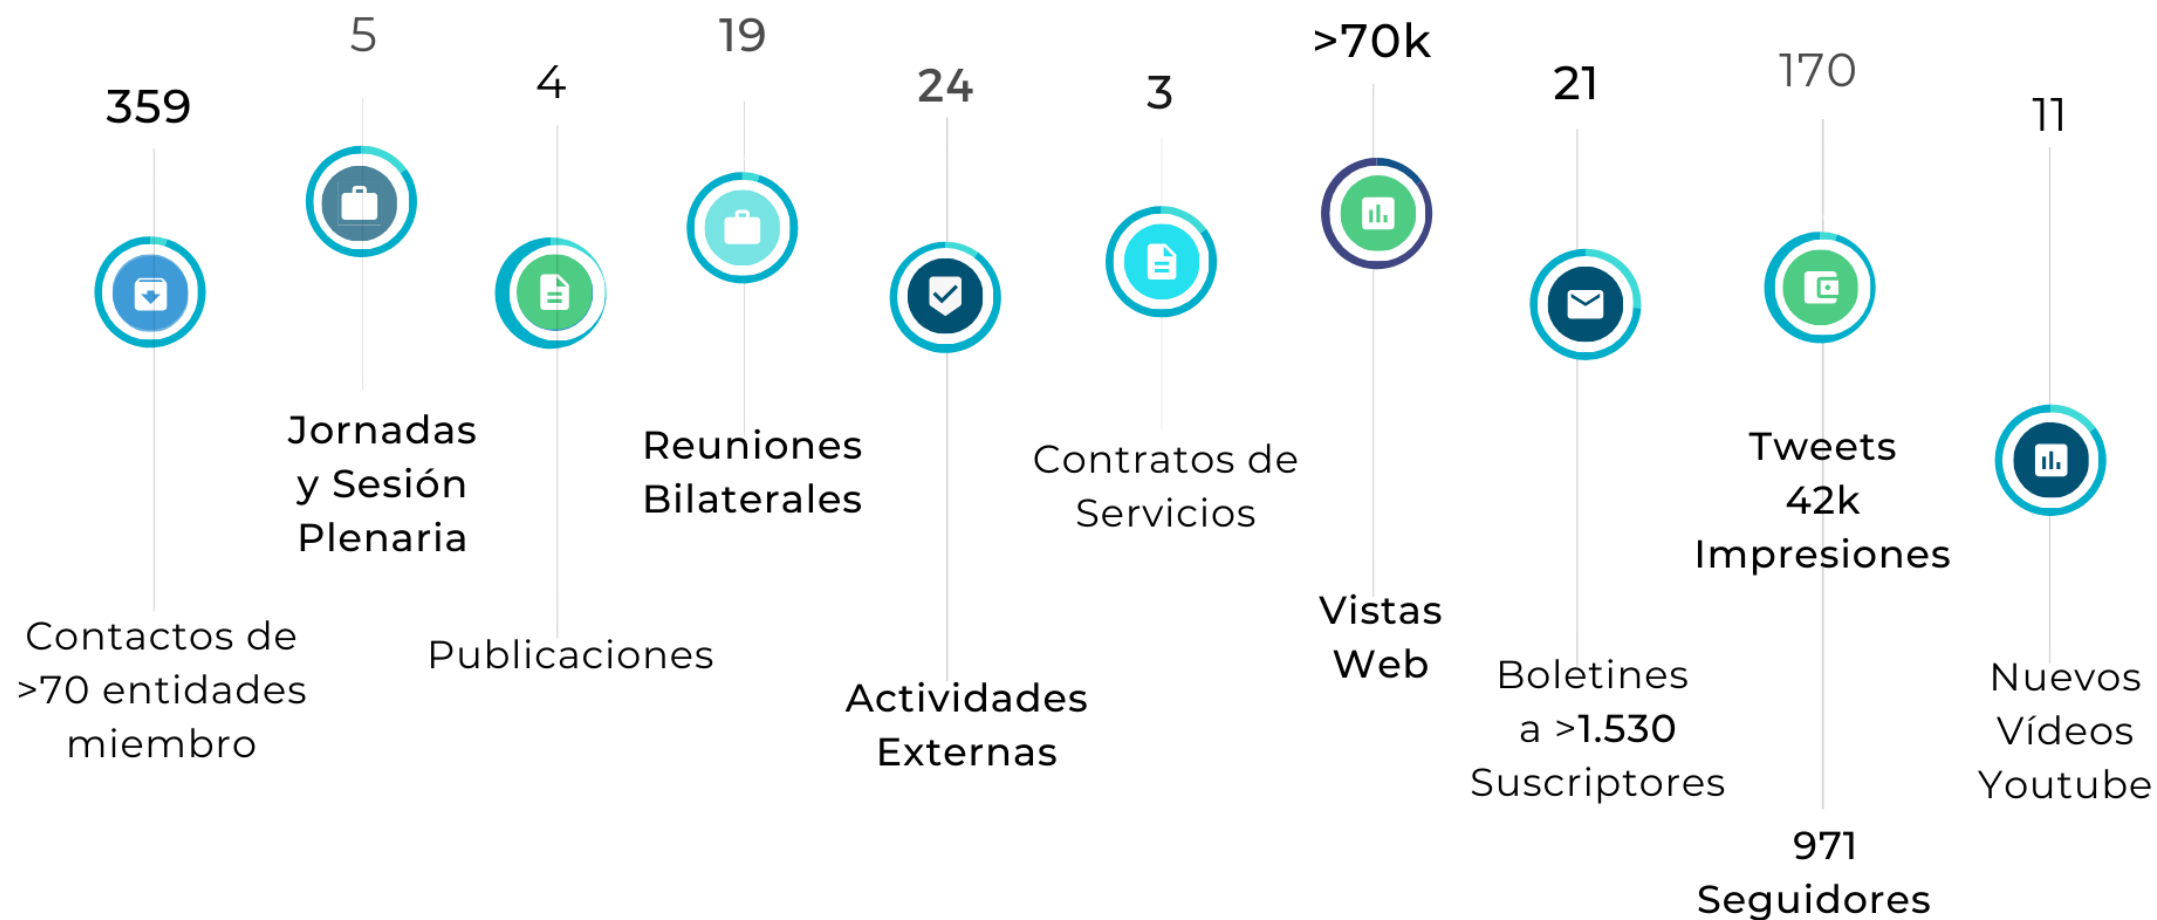 359
Contactos de
>70 entidades
miembro
5
Jornadas
y Sesión
Plenaria
4
Publicaciones
19
Reuniones
Bilaterales
24
Actividades
Externas
3
Contratos de
Servicios
>70k
Vistas
Web
21
Boletines
a >1.530
Suscriptores
170
Tweets
42k
Impresiones
971
Seguidores
11
Nuevos
Vídeos
Youtube